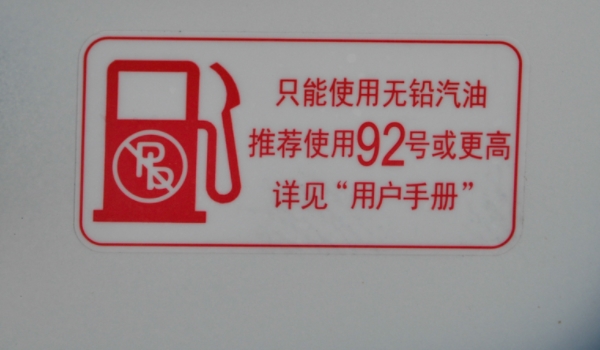 Pb
只能使用无铅汽油
推荐使用92号或更高
详见“用户手册”